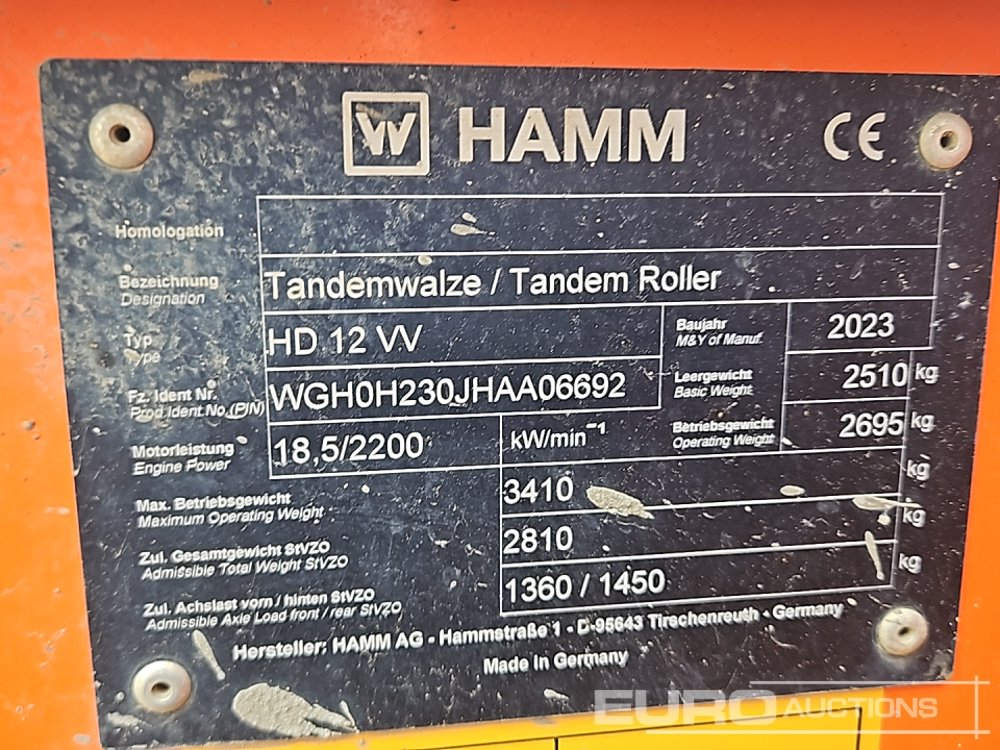 W HAMM CE
Homologation
Bezeichnung
Designation
Tandemwalze / Tandem Roller
Typ
Type
HD 12 VV
Baujahr
M&Y of Manuf.
2023
Fz. Ident Nr.
Prod.Ident.No.(PIN)
WGH0H230JHAA06692
Leergewicht
Basic Weight
2510 kg
Motorleistung
Engine Power
18,5/2200 kW/min⁻¹
Betriebsgewicht
Operating Weight
2695 kg
Max. Betriebsgewicht
Maximum Operating Weight
3410 kg
Zul. Gesamtgewicht StVZO
Admissible Total Weight StVZO
2810 kg
Zul. Achslast vorn / hinten StVZO
Admissible Axle Load front / rear StVZO
1360 / 1450 kg
Hersteller: HAMM AG - Hammstraße 1 - D-95643 Tirschenreuth - Germany
Made In Germany
EURO AUCTIONS